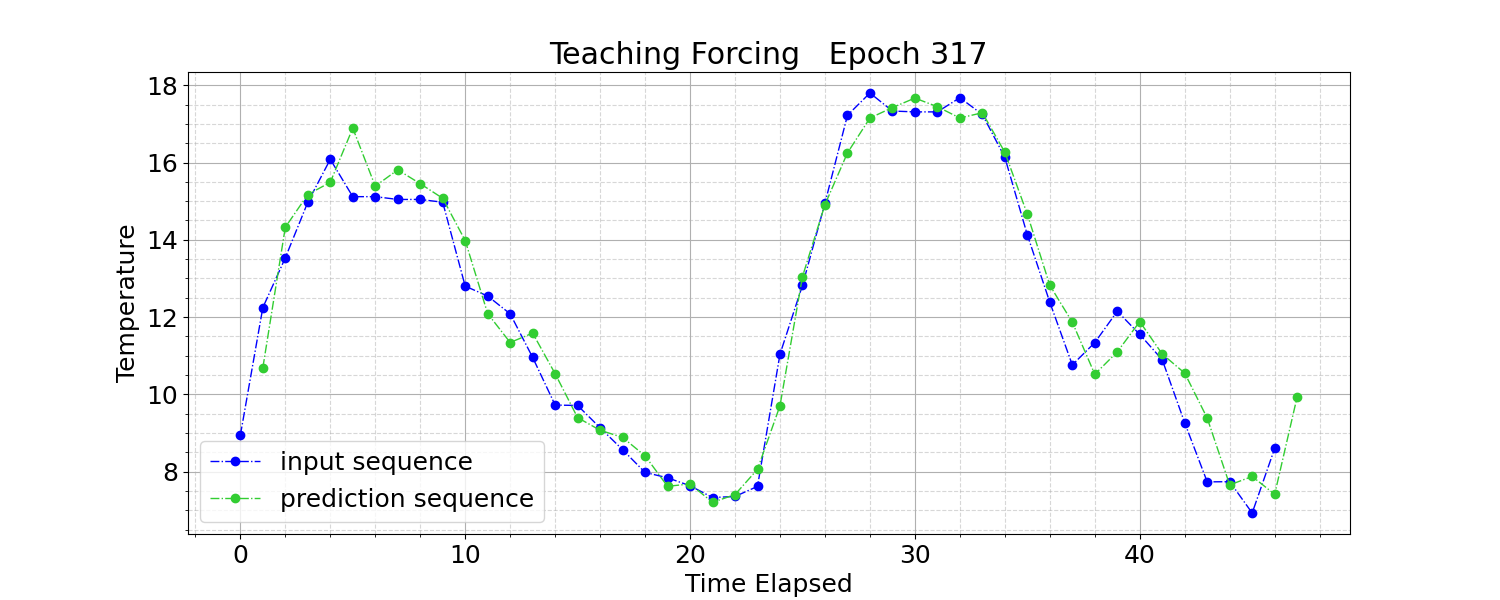 Teaching Forcing   Epoch 317
18
16
14
12
10
8
Temperature
input sequence
prediction sequence
0 10 20 30 40
Time Elapsed